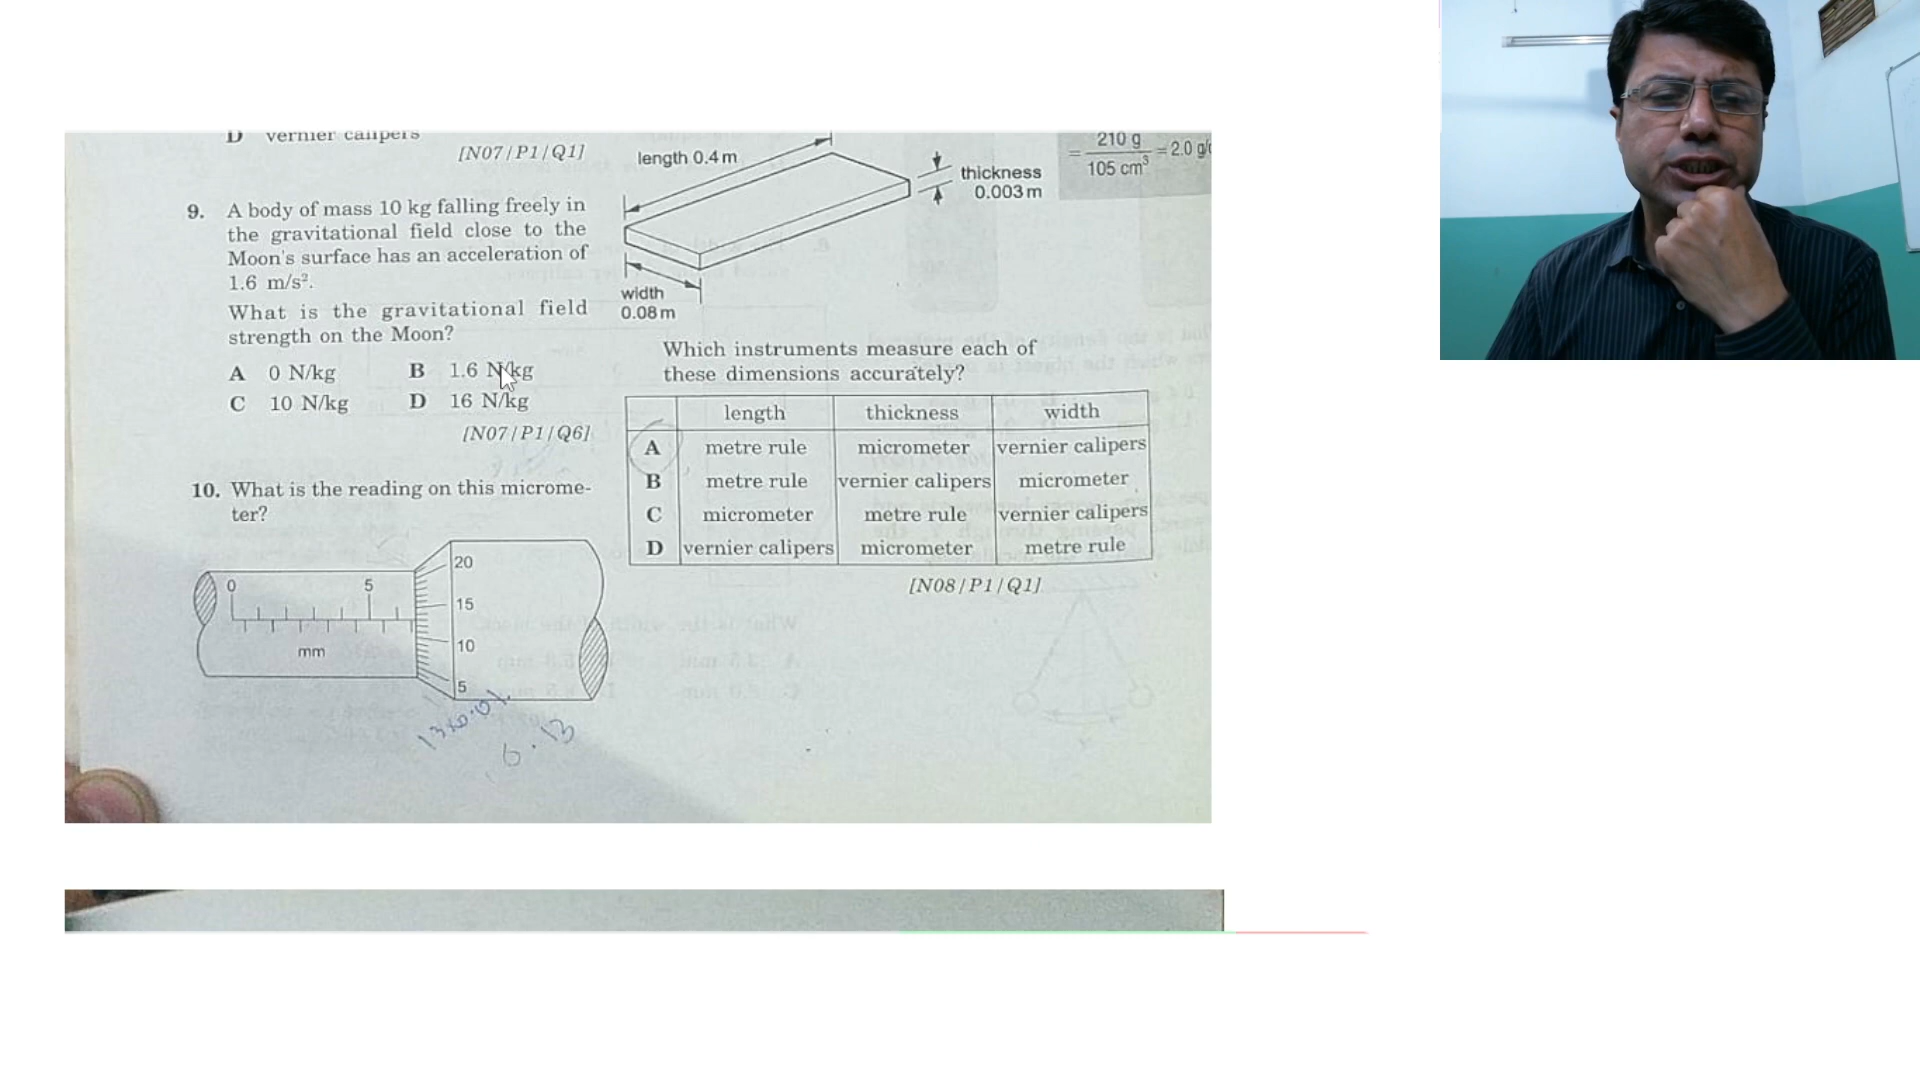 D vernier calipers
[N07/P1/Q1]
9. A body of mass 10 kg falling freely in
the gravitational field close to the
Moon's surface has an acceleration of
1.6 m/s².
What is the gravitational field
strength on the Moon?
A 0 N/kg B 1.6 N/kg
C 10 N/kg D 16 N/kg
[N07/P1/Q6]
10. What is the reading on this microme-
ter?
0 5
mm
20
15
10
5
13x0.01
6.13
length 0.4 m
thickness
0.003 m
width
0.08 m
Which instruments measure each of
these dimensions accurately?
length thickness width
A metre rule micrometer vernier calipers
B metre rule vernier calipers micrometer
C micrometer metre rule vernier calipers
D vernier calipers micrometer metre rule
[N08/P1/Q1]
= 210 g / 105 cm³ = 2.0 g/